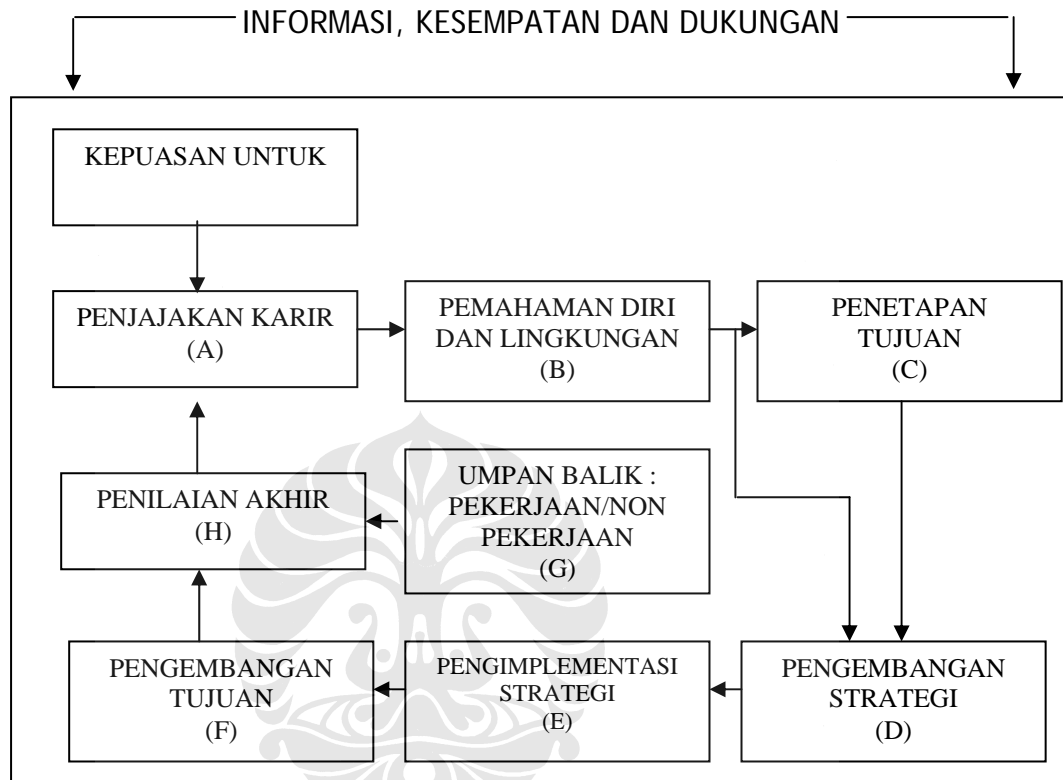 INFORMASI, KESEMPATAN DAN DUKUNGAN
KEPUASAN UNTUK
PENJAJAKAN KARIR
(A)
PEMAHAMAN DIRI
DAN LINGKUNGAN
(B)
PENETAPAN
TUJUAN
(C)
PENILAIAN AKHIR
(H)
UMPAN BALIK :
PEKERJAAN/NON
PEKERJAAN
(G)
PENGEMBANGAN
TUJUAN
(F)
PENGIMPLEMENTASI
STRATEGI
(E)
PENGEMBANGAN
STRATEGI
(D)